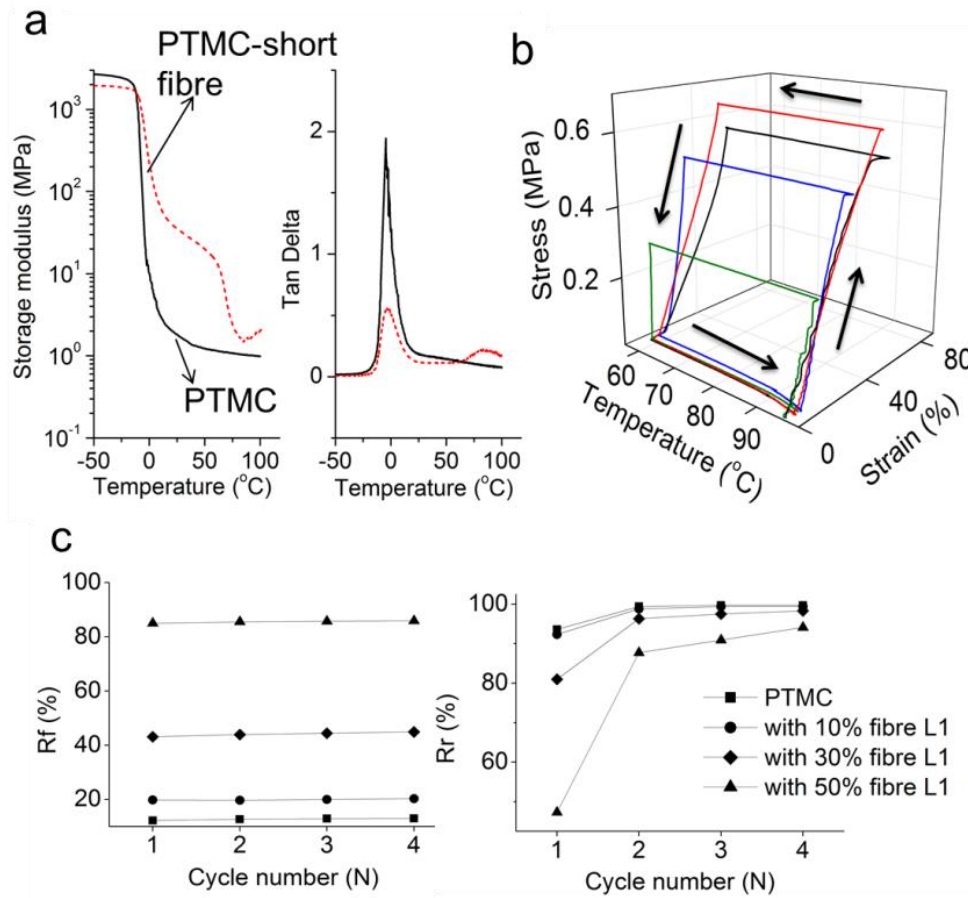 a
PTMC-short
fibre
PTMC
Storage modulus (MPa)
10³
10²
10¹
10⁰
10⁻¹
-50 0 50 100
Temperature (°C)
Tan Delta
2
1
0
-50 0 50 100
Temperature (°C)
b
Stress (MPa)
0.6
0.4
0.2
60 70 80 90
Temperature (°C)
0 40 80
Strain (%)
c
Rf (%)
100
80
60
40
20
1 2 3 4
Cycle number (N)
Rr (%)
100
80
60
PTMC
with 10% fibre L1
with 30% fibre L1
with 50% fibre L1
1 2 3 4
Cycle number (N)